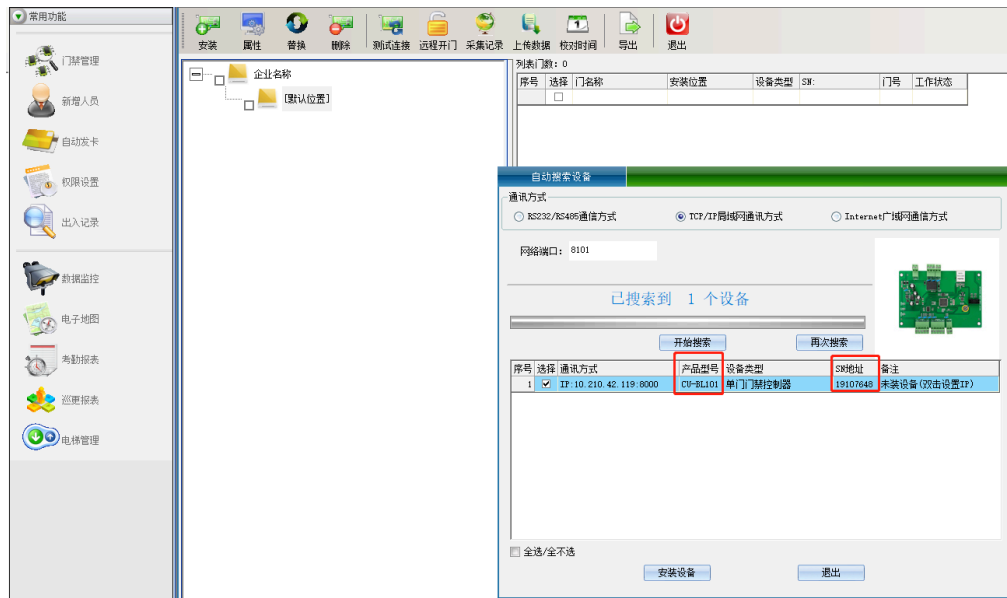 常用功能
门禁管理
新增人员
自动发卡
权限设置
出入记录
数据监控
电子地图
考勤报表
巡更报表
电梯管理
安装 属性 替换 删除 测试连接 远程开门 采集记录 上传数据 校对时间 导出 退出
企业名称
[默认位置]
列表门数: 0
序号 选择 门名称 安装位置 设备类型 SN: 门号 工作状态
自动搜索设备
通讯方式
RS232/RS485通信方式 TCP/IP局域网通讯方式 Internet广域网通信方式
网络端口: 8101
已搜索到 1 个设备
开始搜索 再次搜索
序号 选择 通讯方式 产品型号 设备类型 SN地址 备注
1 IP:10.210.42.119:8000 CU-BL101 单门门禁控制器 19107648 未装设备(双击设置IP)
全选/全不选
安装设备 退出